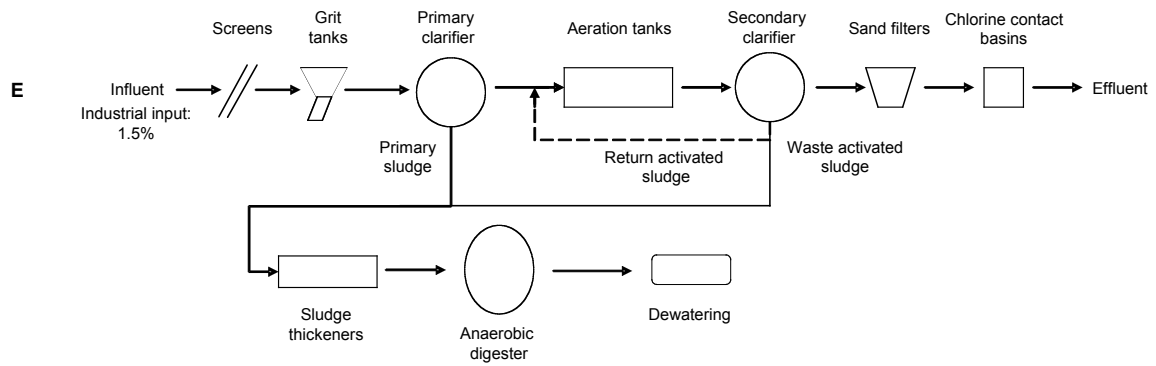 E
Influent
Industrial input:
1.5%
Screens
Grit
tanks
Primary
clarifier
Aeration tanks
Secondary
clarifier
Sand filters
Chlorine contact
basins
Effluent
Primary
sludge
Return activated
sludge
Waste activated
sludge
Sludge
thickeners
Anaerobic
digester
Dewatering